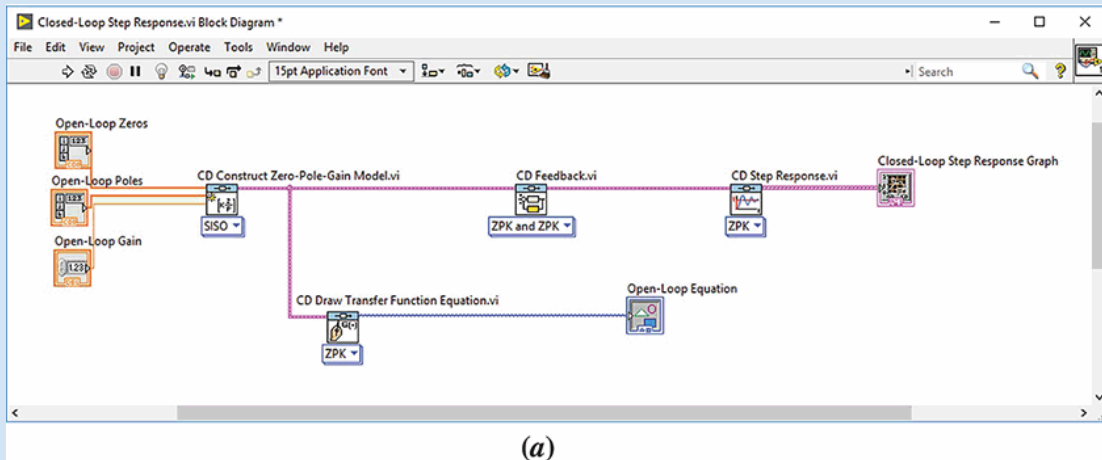 Closed-Loop Step Response.vi Block Diagram *
File Edit View Project Operate Tools Window Help
15pt Application Font
Search
Open-Loop Zeros
Open-Loop Poles
Open-Loop Gain
CD Construct Zero-Pole-Gain Model.vi
SISO
CD Feedback.vi
ZPK and ZPK
CD Step Response.vi
ZPK
Closed-Loop Step Response Graph
CD Draw Transfer Function Equation.vi
G(•)
ZPK
Open-Loop Equation
(a)